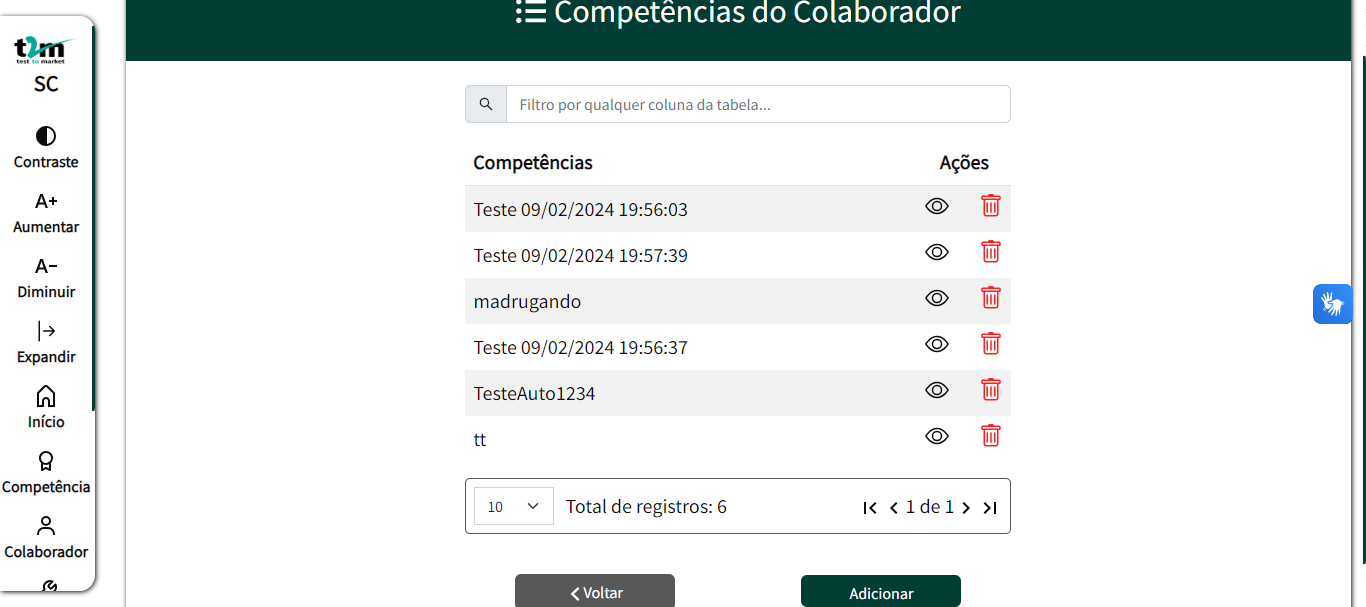 Competências do Colaborador
t2m
test to market
SC
Contraste
A+
Aumentar
A-
Diminuir
Expandir
Início
Competência
Colaborador
Filtro por qualquer coluna da tabela...
Competências Ações
Teste 09/02/2024 19:56:03
Teste 09/02/2024 19:57:39
madrugando
Teste 09/02/2024 19:56:37
TesteAuto1234
tt
10 Total de registros: 6 1 de 1
Voltar Adicionar